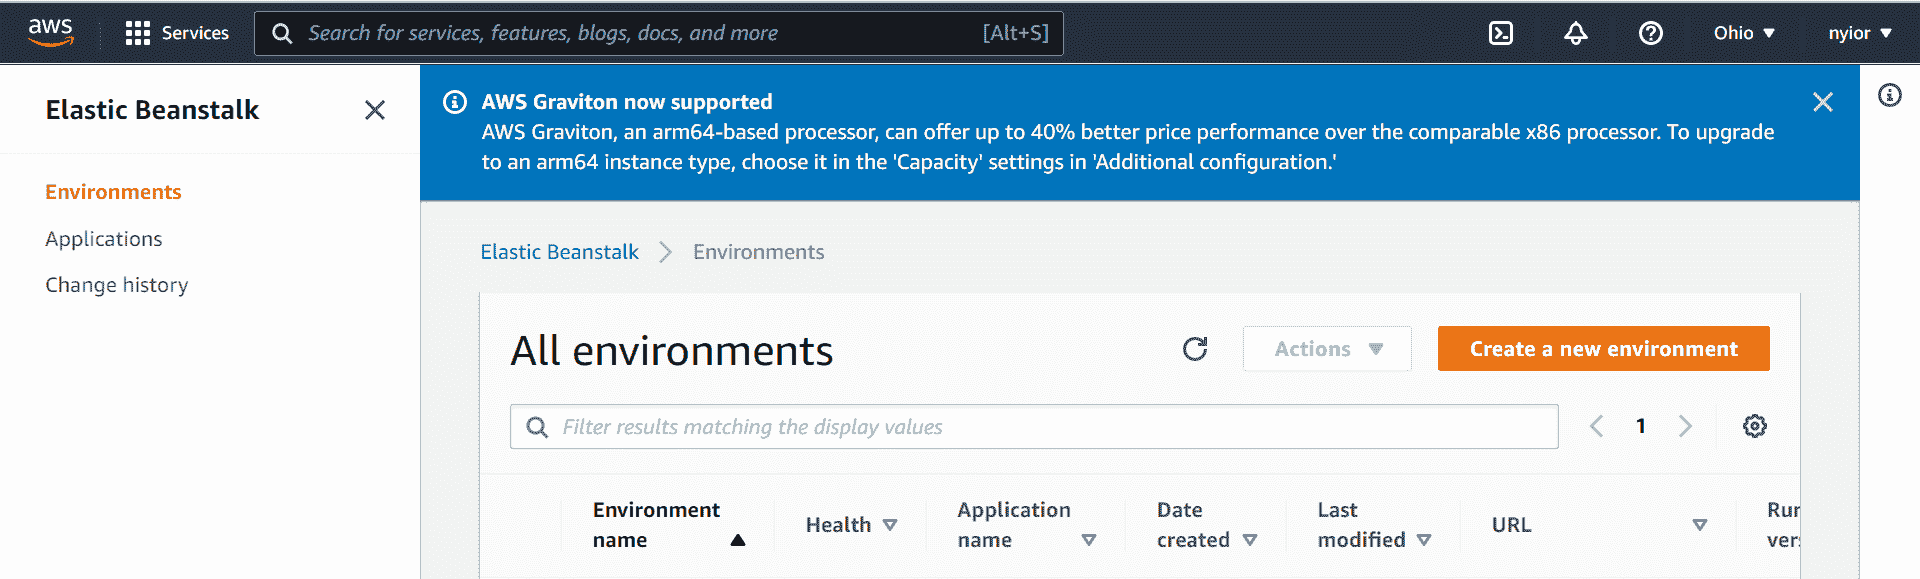 aws
Services
Search for services, features, blogs, docs, and more
[Alt+S]
Ohio
nyior
Elastic Beanstalk
Environments
Applications
Change history
AWS Graviton now supported
AWS Graviton, an arm64-based processor, can offer up to 40% better price performance over the comparable x86 processor. To upgrade
to an arm64 instance type, choose it in the 'Capacity' settings in 'Additional configuration.'
Elastic Beanstalk
Environments
All environments
Actions
Create a new environment
Filter results matching the display values
1
Environment
name
Health
Application
name
Date
created
Last
modified
URL